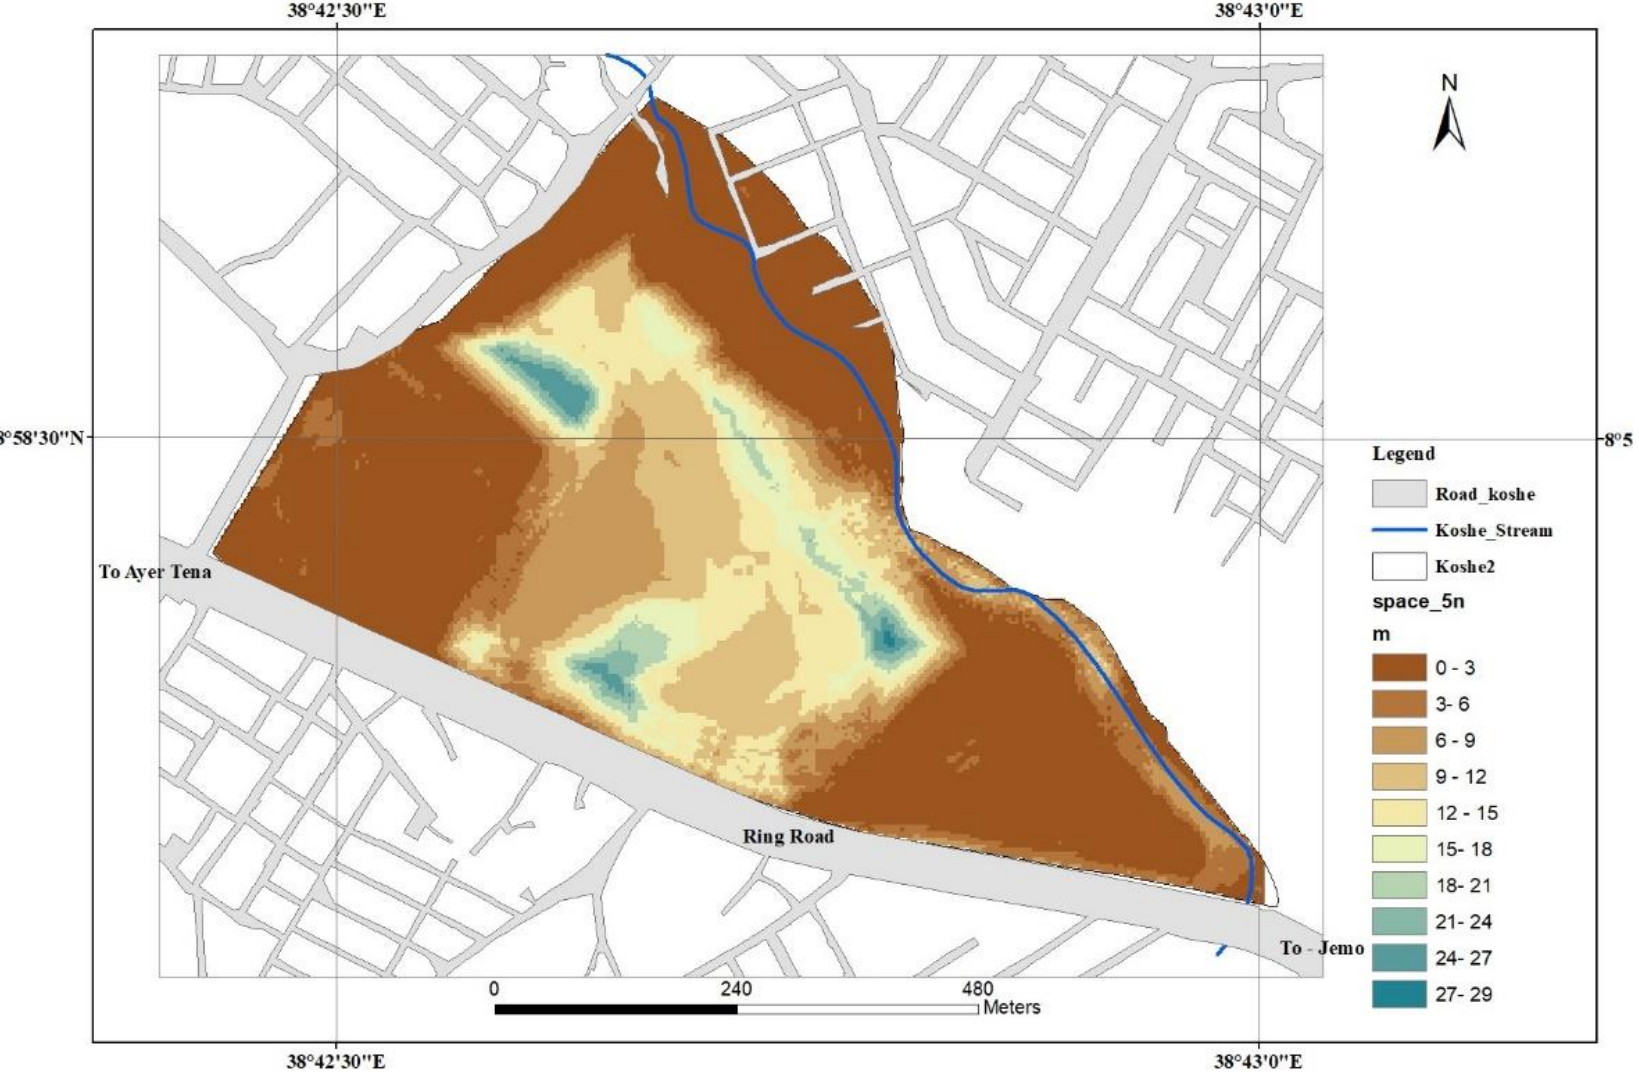 38°42'30"E
38°43'0"E
N
8°58'30"N
8°5
Legend
Road_koshe
Koshe_Stream
Koshe2
space_5n
m
0 - 3
3- 6
6 - 9
9 - 12
12 - 15
15- 18
18- 21
21- 24
24- 27
27- 29
To Ayer Tena
Ring Road
To - Jemo
0
240
480
Meters
38°42'30"E
38°43'0"E